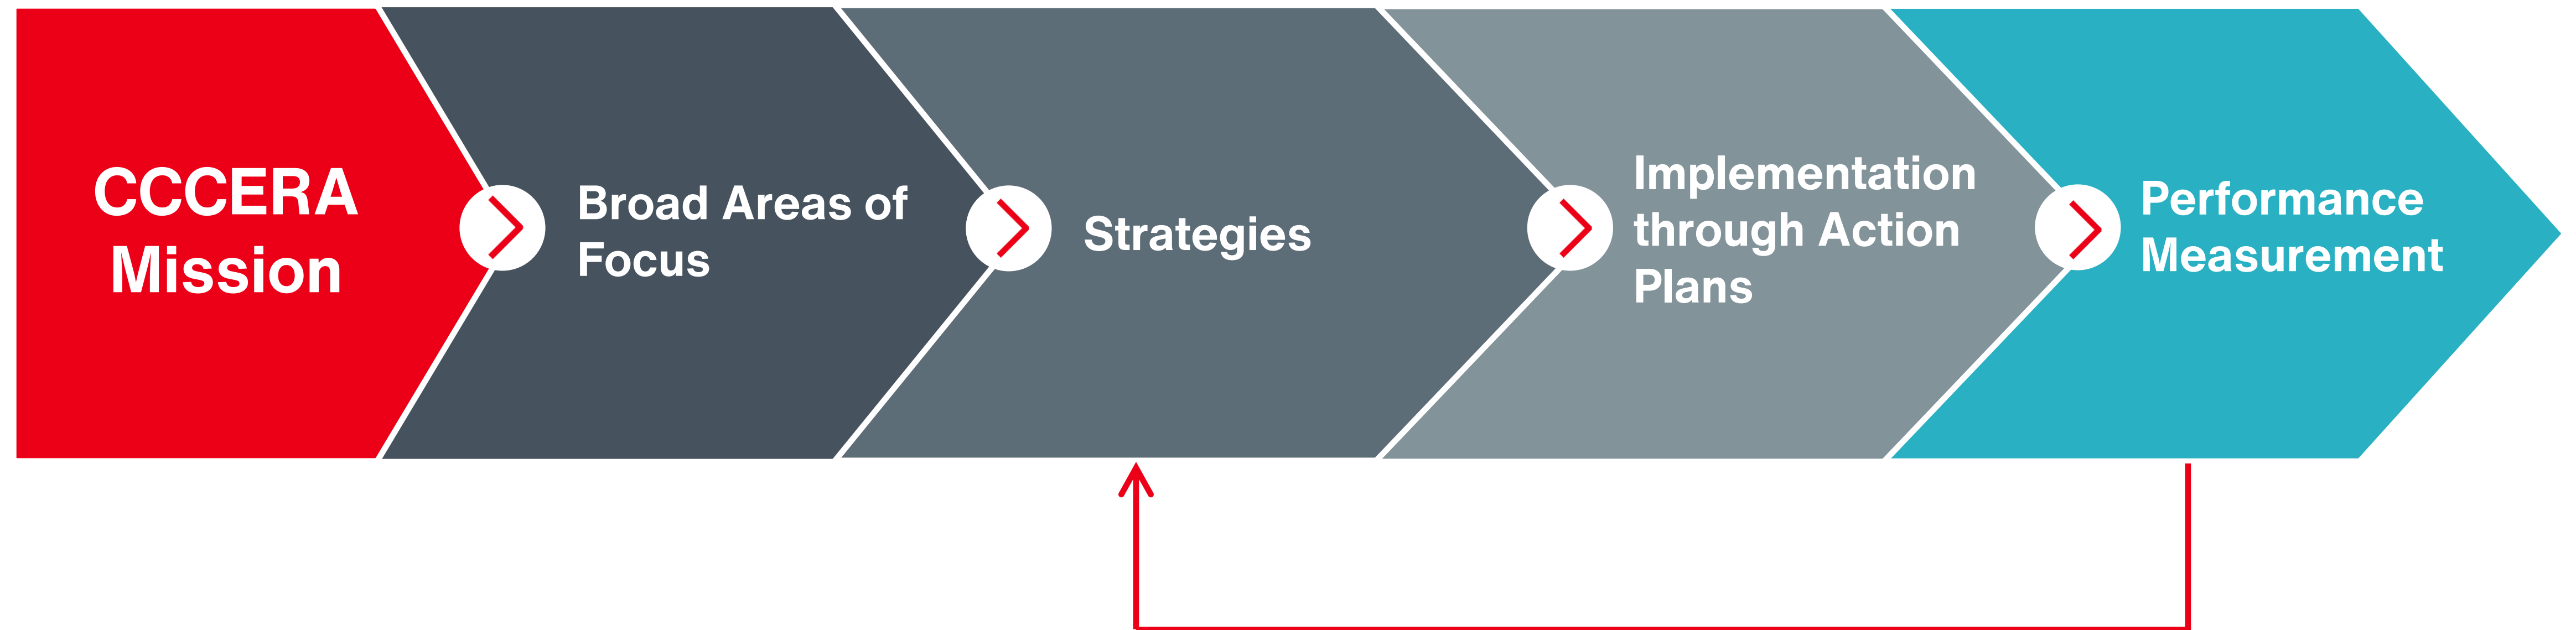 CCCERA
Mission
Broad Areas of
Focus
Strategies
Implementation
through Action
Plans
Performance
Measurement